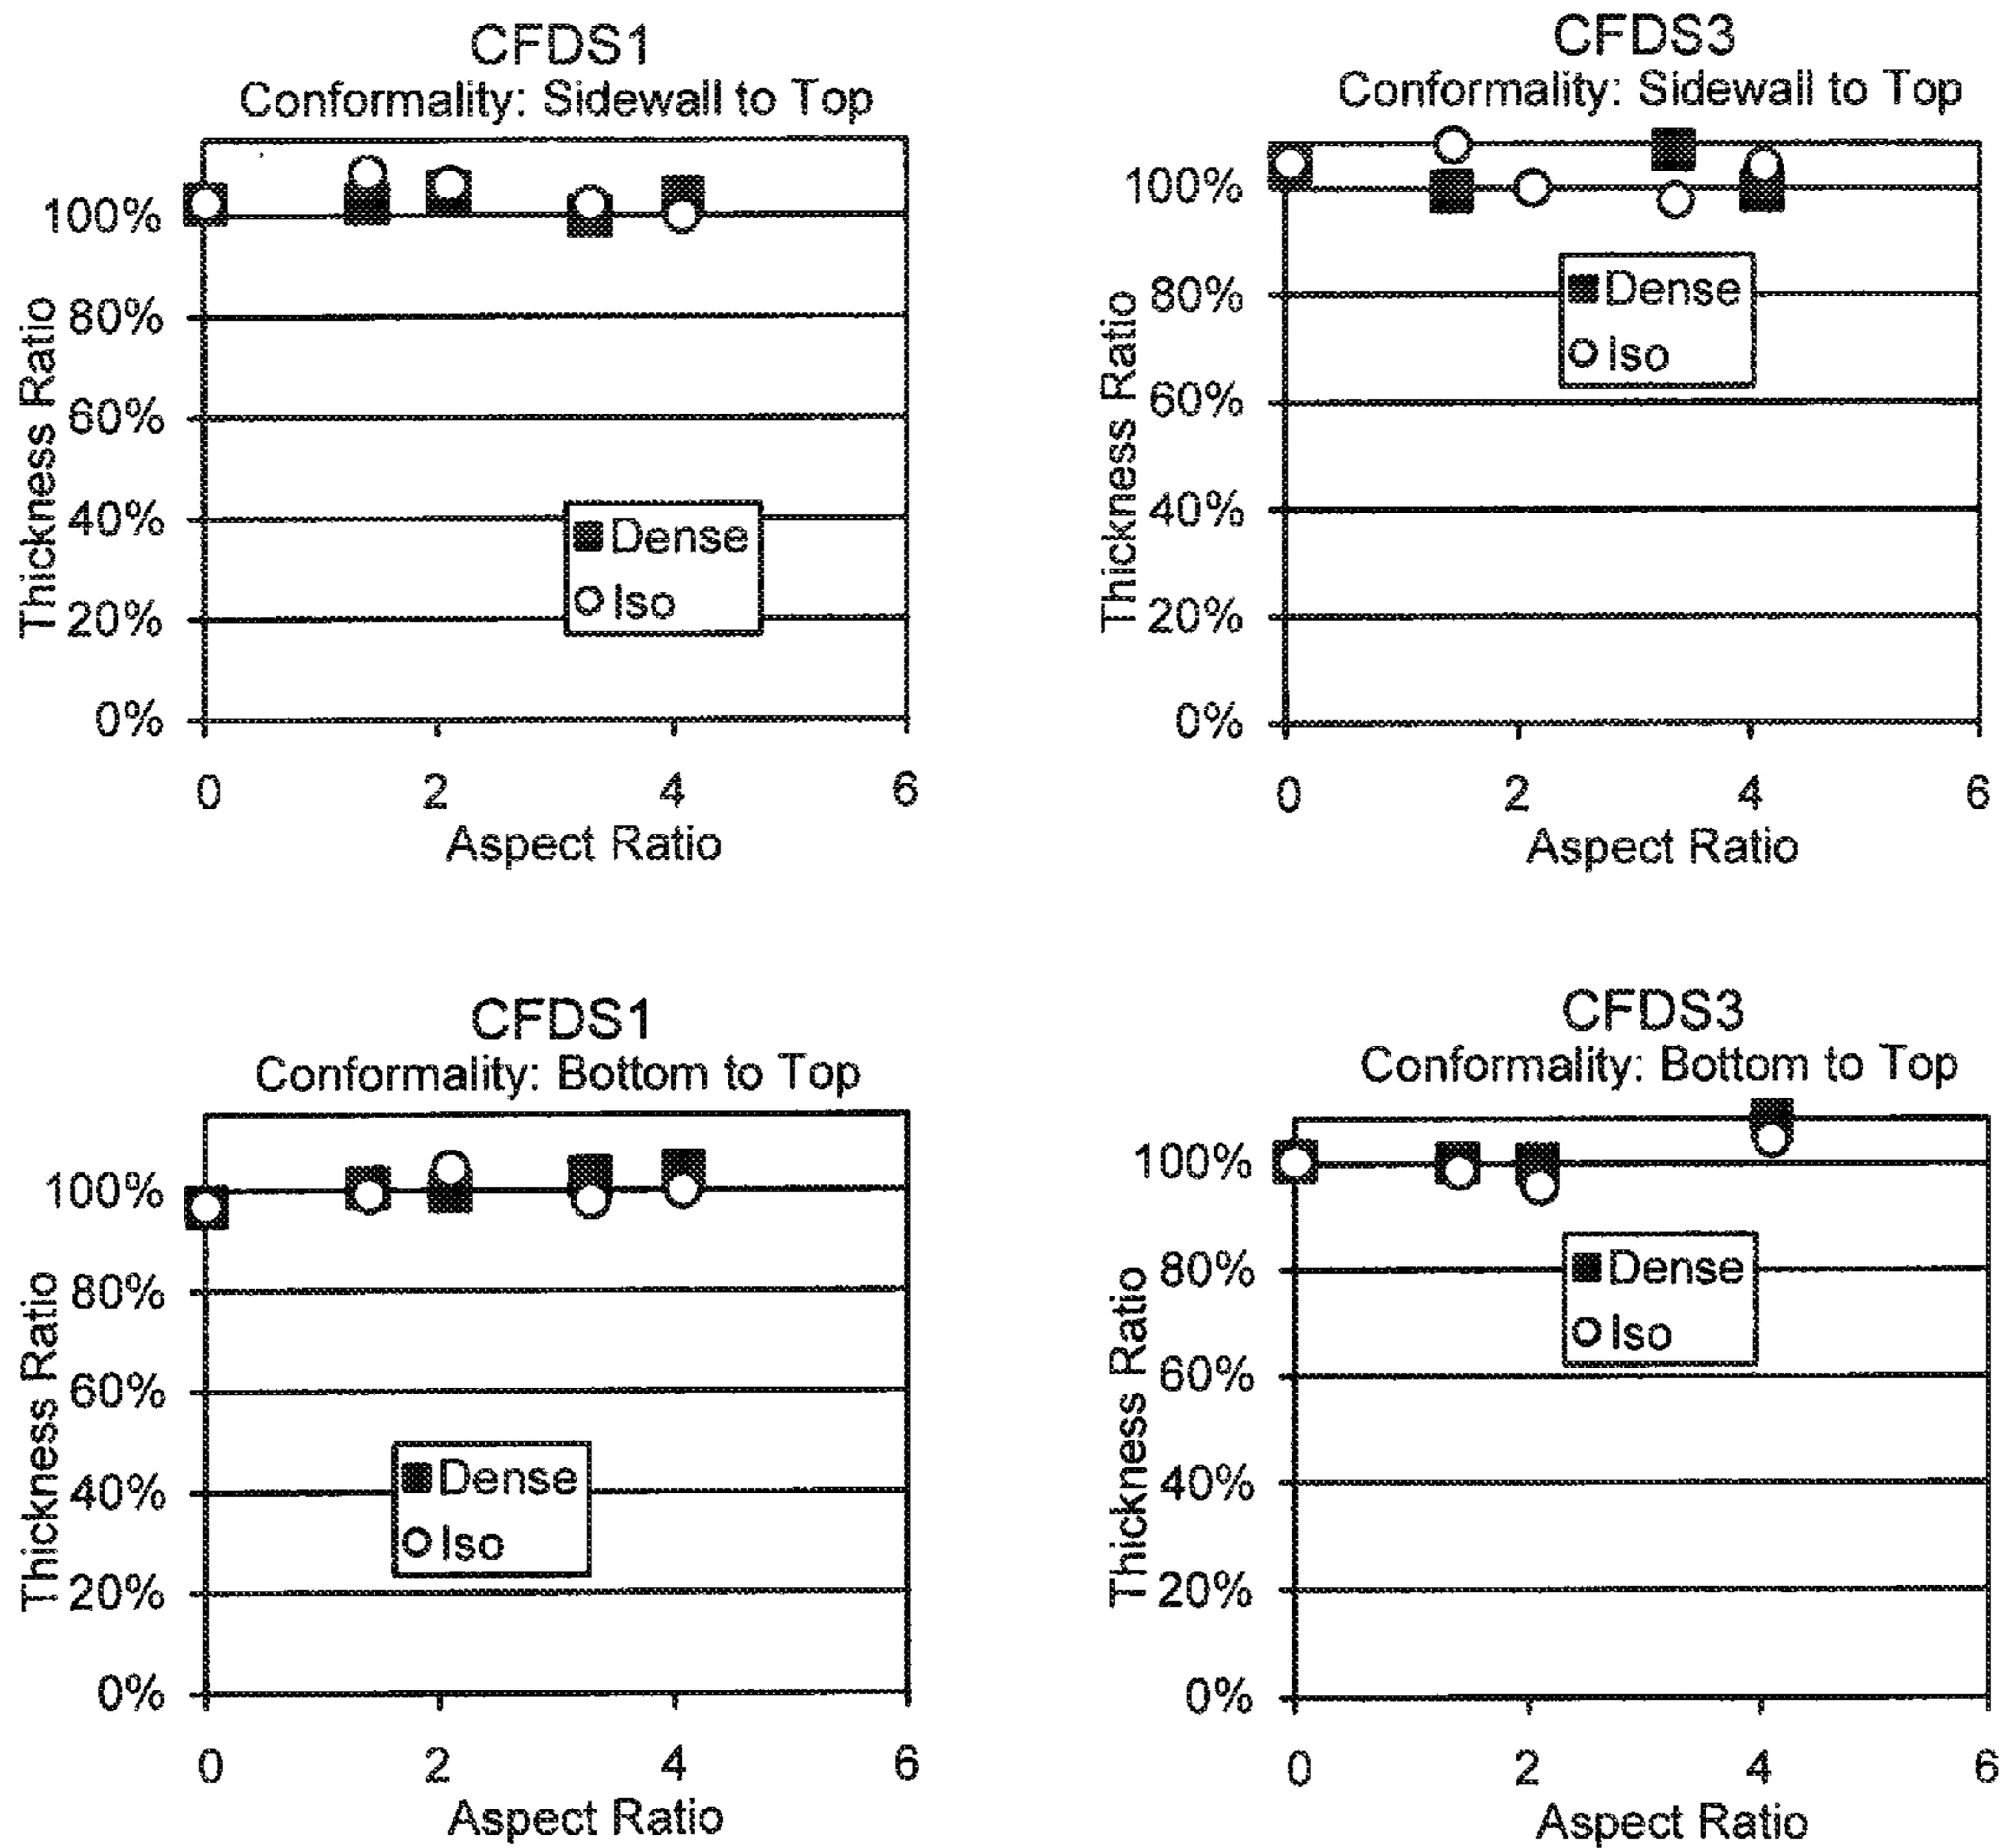 CFDS1
Conformality: Sidewall to Top
Thickness Ratio
100%
80%
60%
40%
20%
0%
Dense
Iso
0 2 4 6
Aspect Ratio
CFDS3
Conformality: Sidewall to Top
Thickness Ratio
100%
80%
60%
40%
20%
0%
Dense
Iso
0 2 4 6
Aspect Ratio
CFDS1
Conformality: Bottom to Top
Thickness Ratio
100%
80%
60%
40%
20%
0%
Dense
Iso
0 2 4 6
Aspect Ratio
CFDS3
Conformality: Bottom to Top
Thickness Ratio
100%
80%
60%
40%
20%
0%
Dense
Iso
0 2 4 6
Aspect Ratio